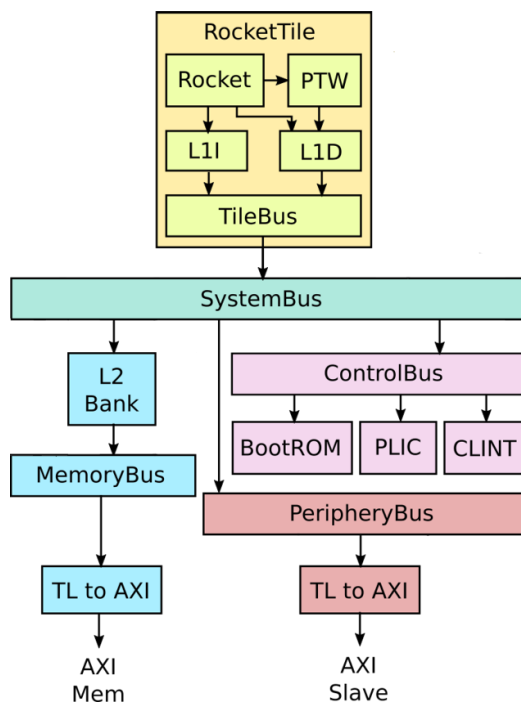 RocketTile
Rocket
PTW
L1I
L1D
TileBus
SystemBus
L2
Bank
ControlBus
BootROM
PLIC
CLINT
MemoryBus
PeripheryBus
TL to AXI
TL to AXI
AXI
Mem
AXI
Slave